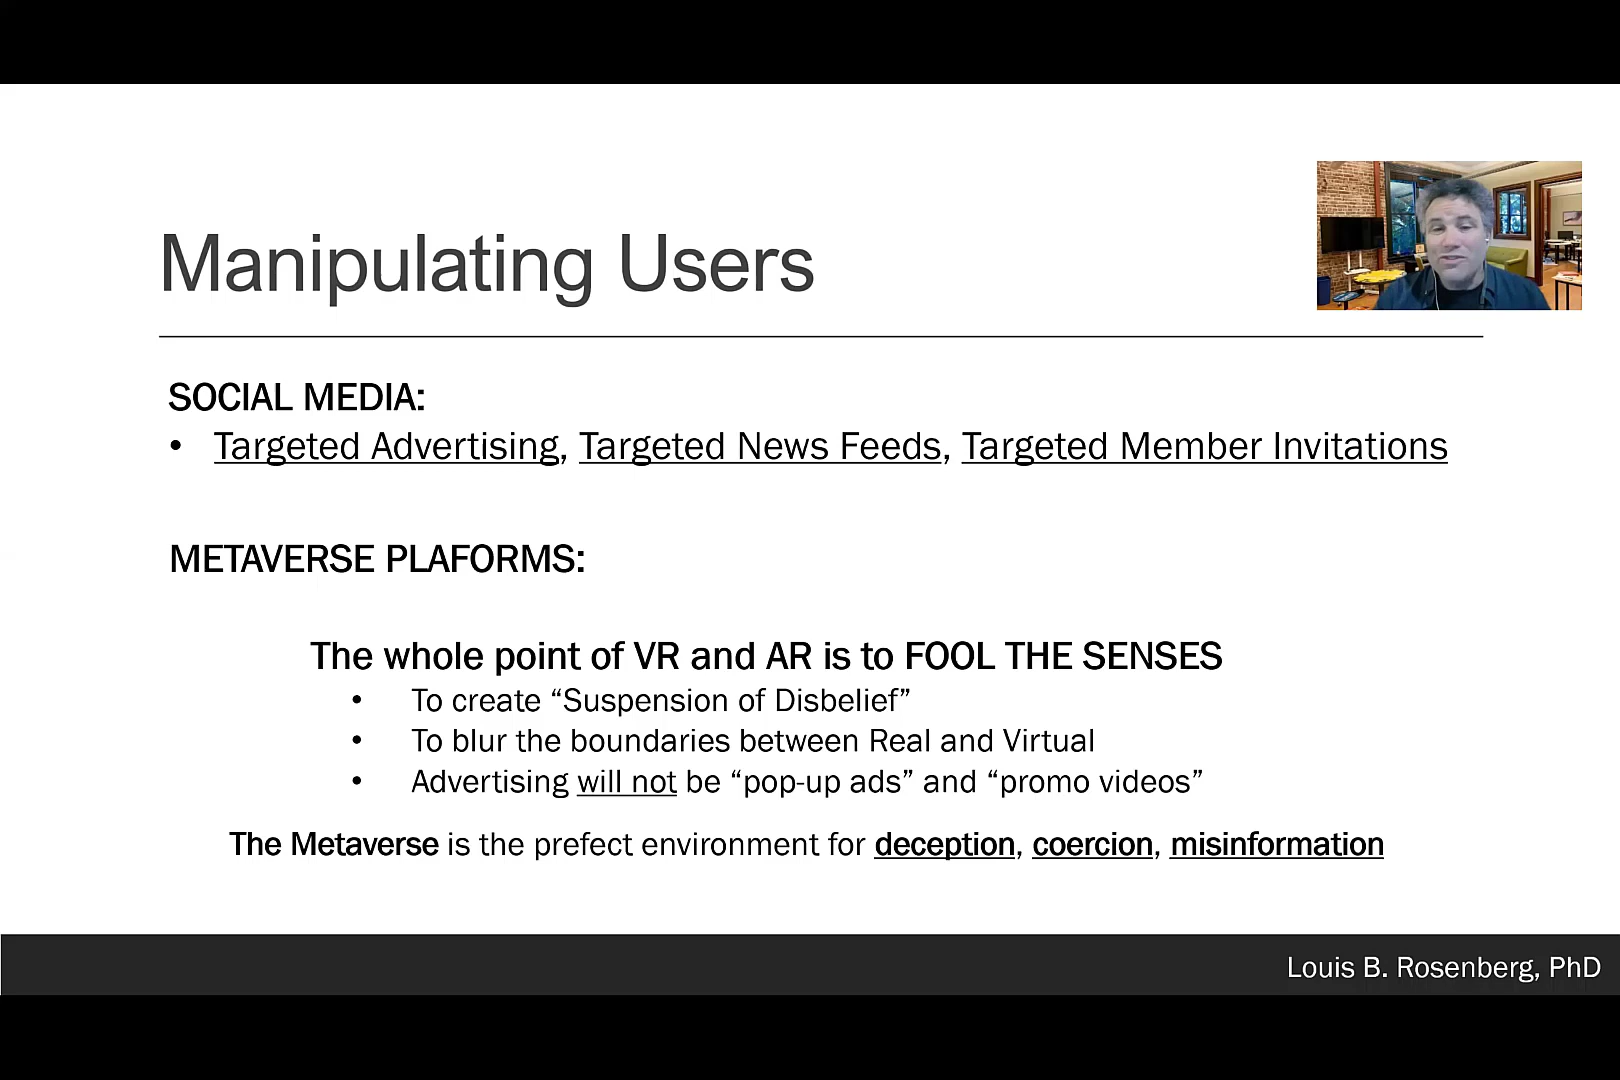 Manipulating Users
SOCIAL MEDIA:
• Targeted Advertising, Targeted News Feeds, Targeted Member Invitations
METAVERSE PLAFORMS:
The whole point of VR and AR is to FOOL THE SENSES
• To create “Suspension of Disbelief”
• To blur the boundaries between Real and Virtual
• Advertising will not be “pop-up ads” and “promo videos”
The Metaverse is the prefect environment for deception, coercion, misinformation
Louis B. Rosenberg, PhD